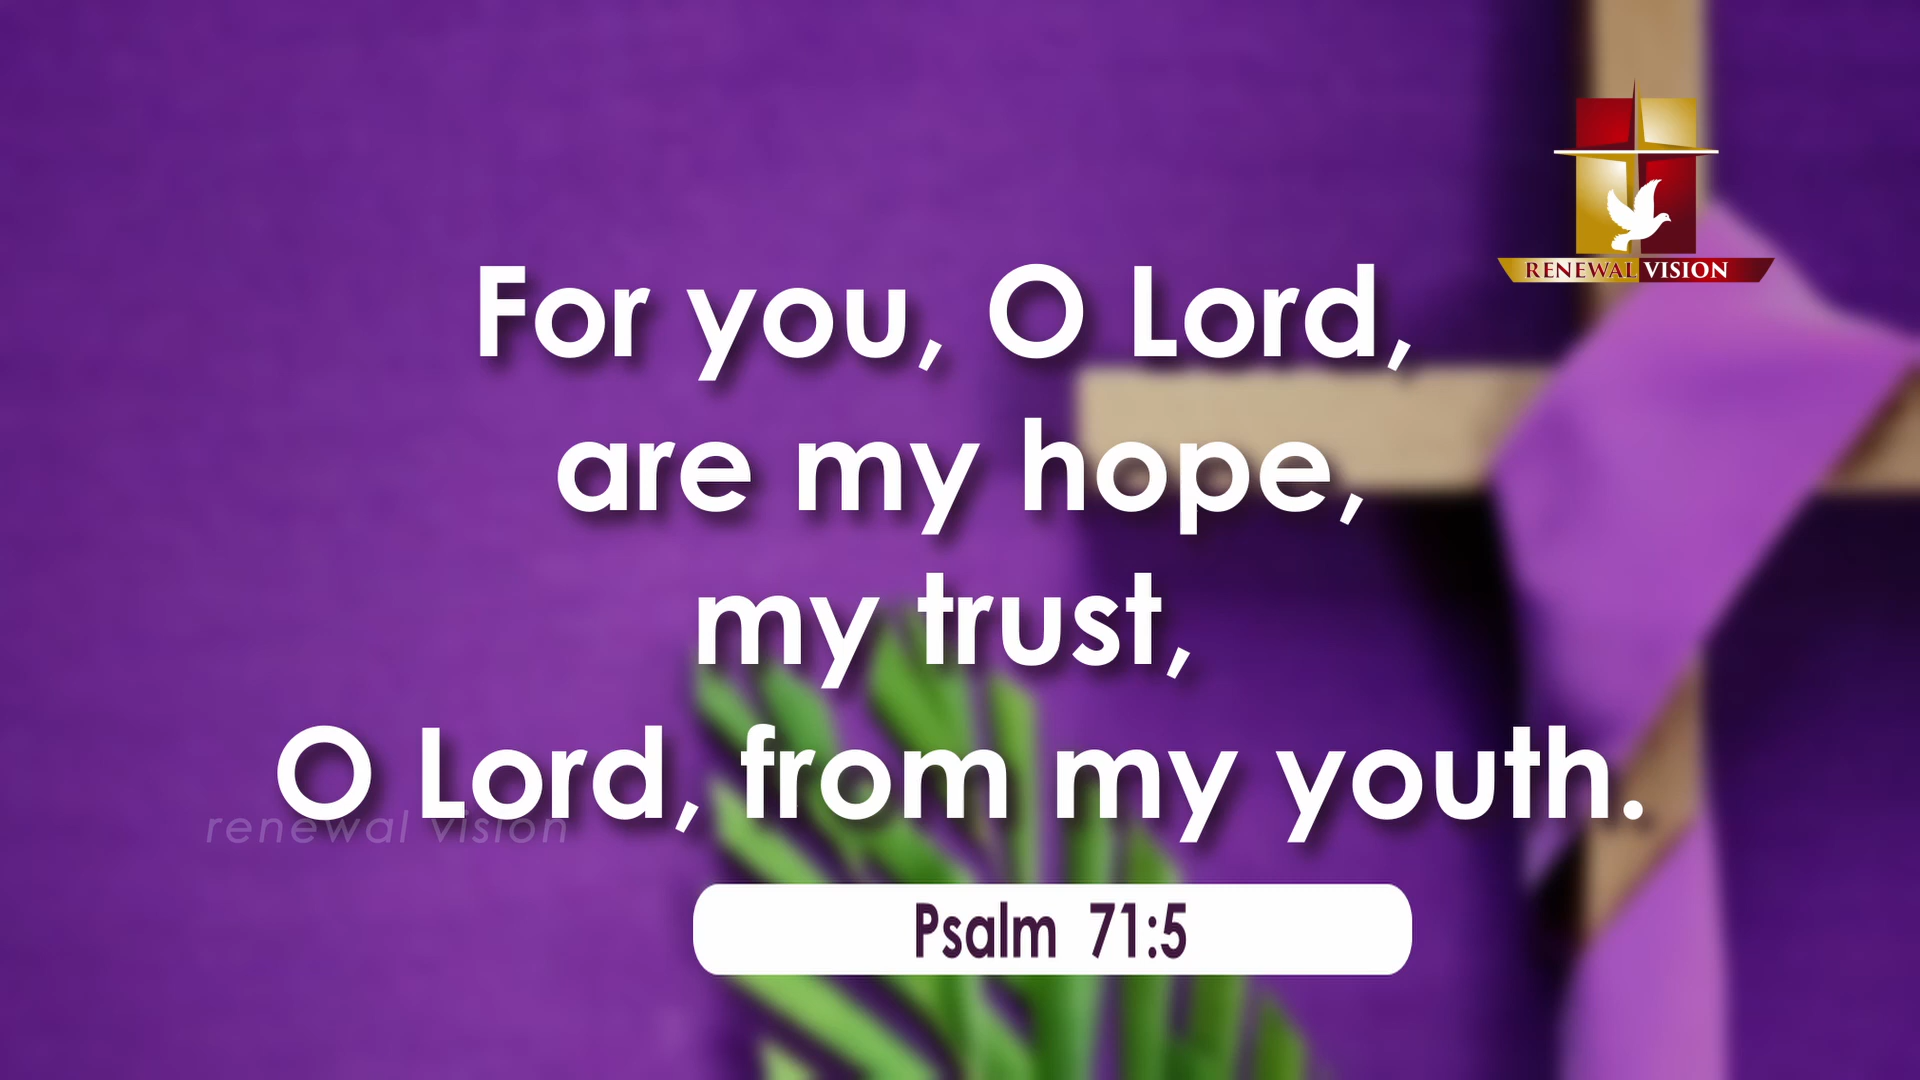 RENEWAL VISION
For you, O Lord,
are my hope,
my trust,
O Lord, from my youth.
renewal vision
Psalm 71:5